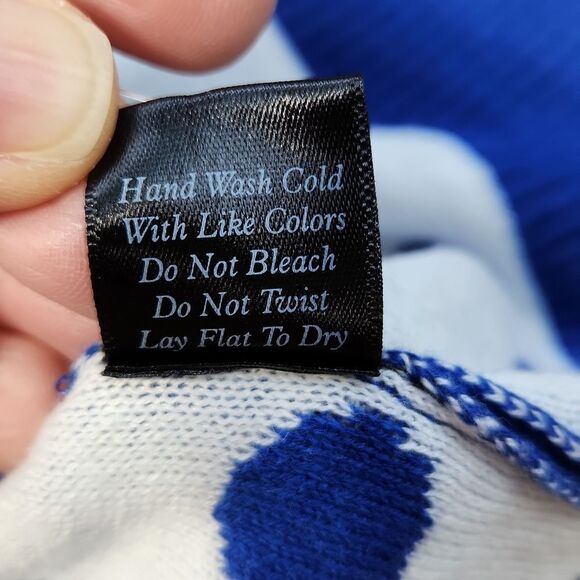 Hand Wash Cold
With Like Colors
Do Not Bleach
Do Not Twist
Lay Flat To Dry